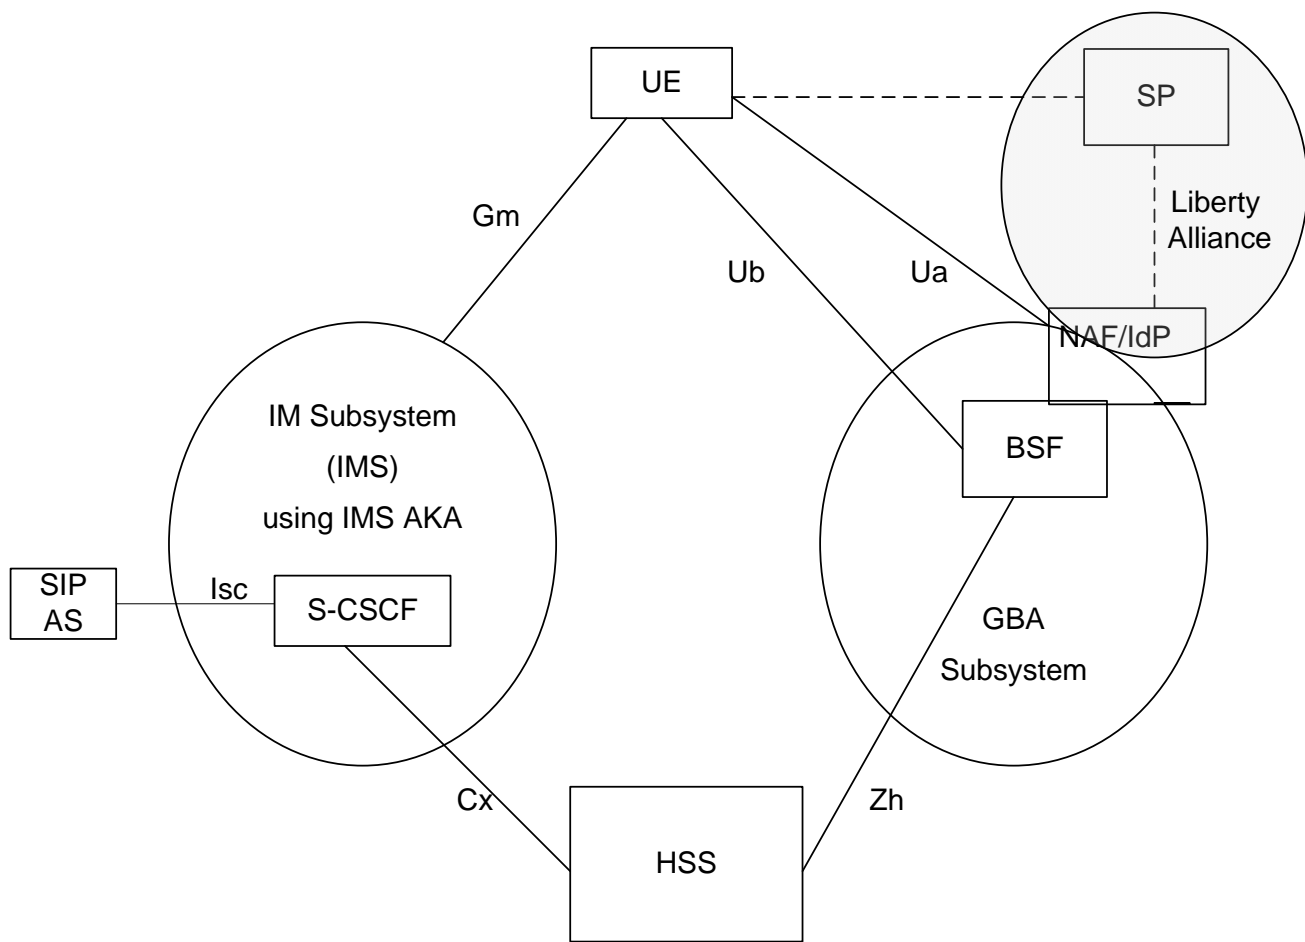 UE
SP
Liberty
Alliance
Gm
Ub
Ua
NAF/IdP
IM Subsystem
(IMS)
using IMS AKA
BSF
SIP
AS
Isc
S-CSCF
GBA
Subsystem
Cx
Zh
HSS